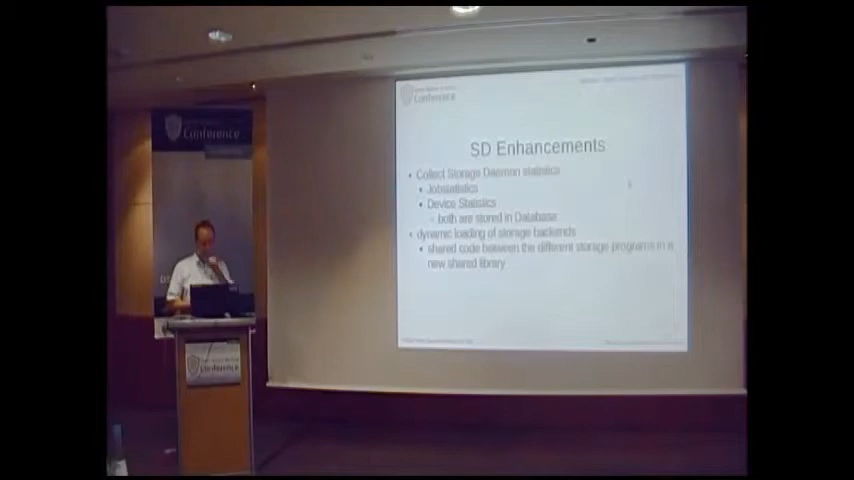 Conference
SD Enhancements
• Collect Storage Daemon statistics
• Jobstatistics
• Device Statistics
– both are stored in Database
• dynamic loading of storage backends
• shared code between the different storage programs in a
new shared library
Conference
Conference